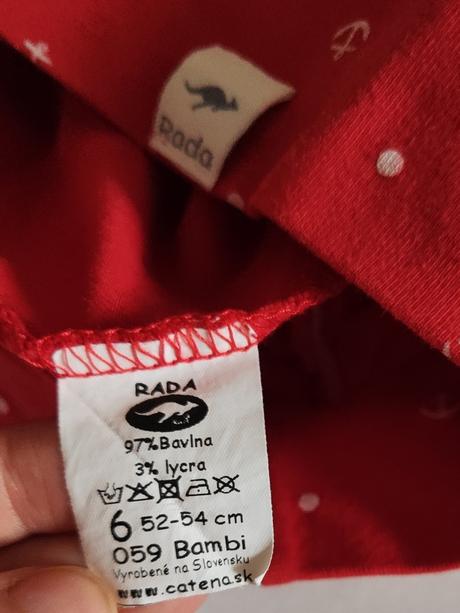 Rada
RADA
97%Bavlna
3% lycra
6 52-54 cm
059 Bambi
Vyrobené na Slovensku
www.catena.sk